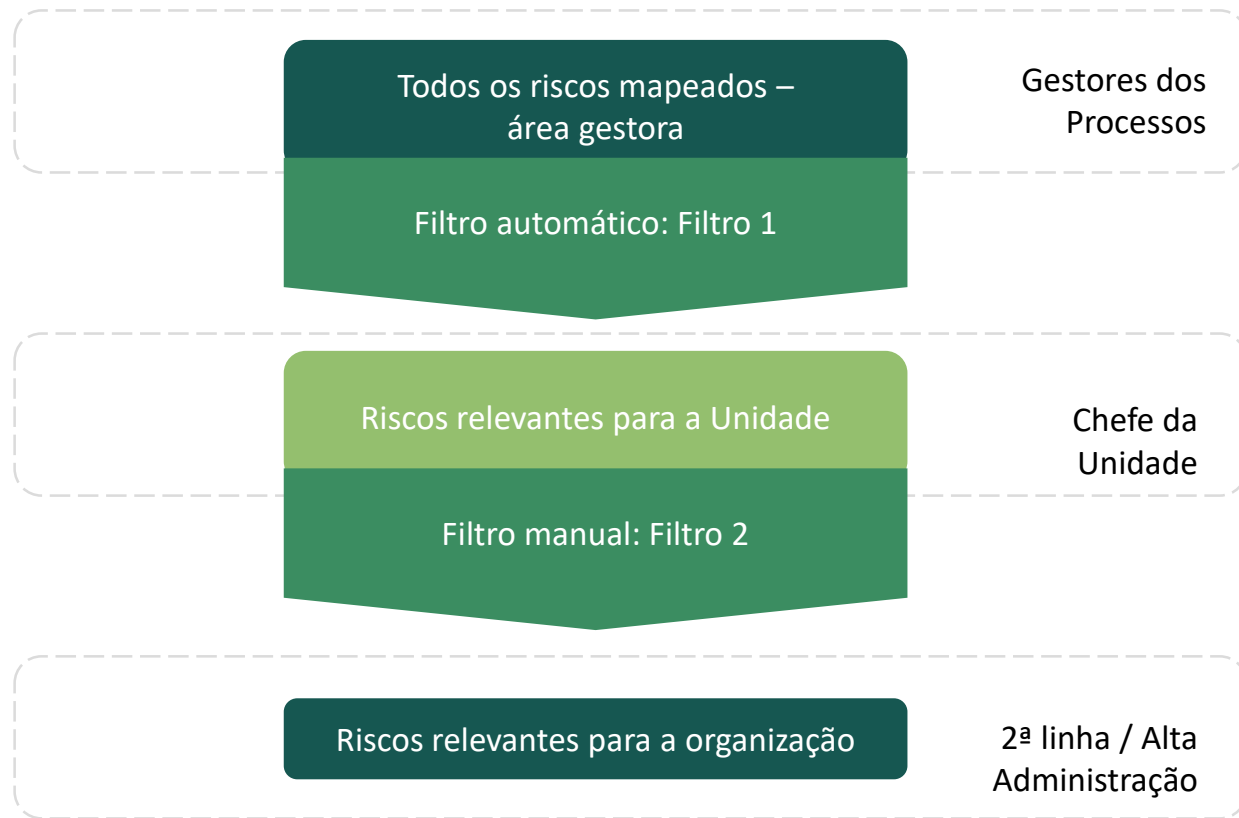 Todos os riscos mapeados –
área gestora
Gestores dos
Processos
Filtro automático: Filtro 1
Riscos relevantes para a Unidade
Chefe da
Unidade
Filtro manual: Filtro 2
Riscos relevantes para a organização
2ª linha / Alta
Administração